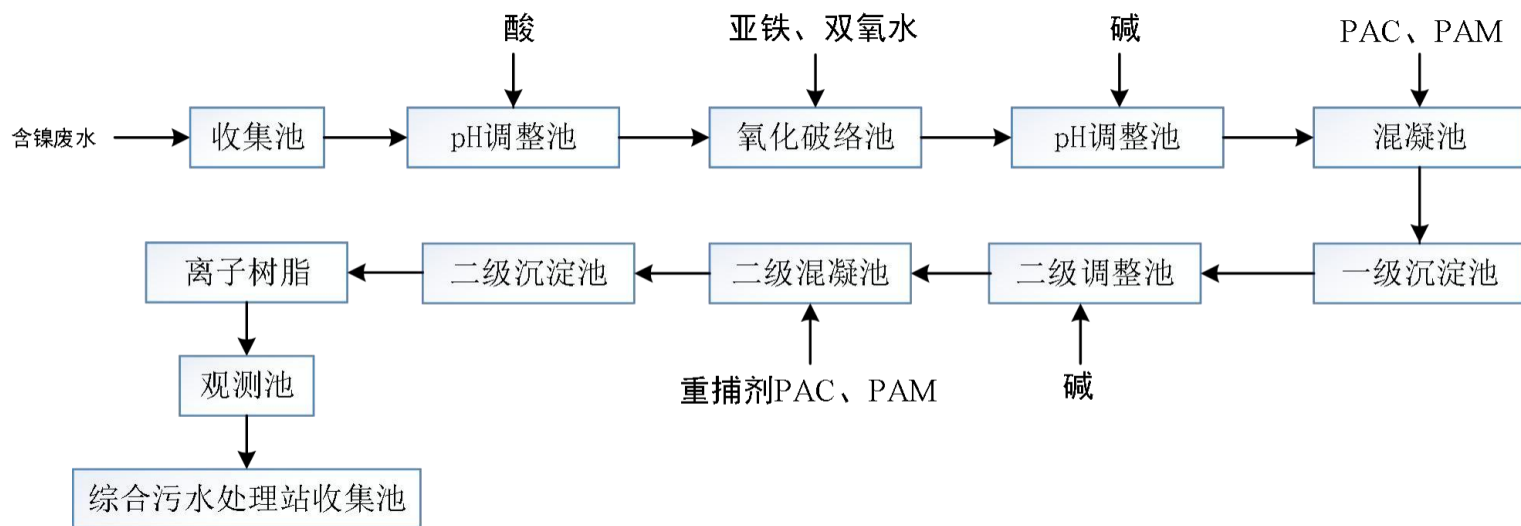 酸
亚铁、双氧水
碱
PAC、PAM
含镍废水
收集池
pH调整池
氧化破络池
pH调整池
混凝池
离子树脂
二级沉淀池
二级混凝池
二级调整池
一级沉淀池
观测池
重捕剂PAC、PAM
碱
综合污水处理站收集池